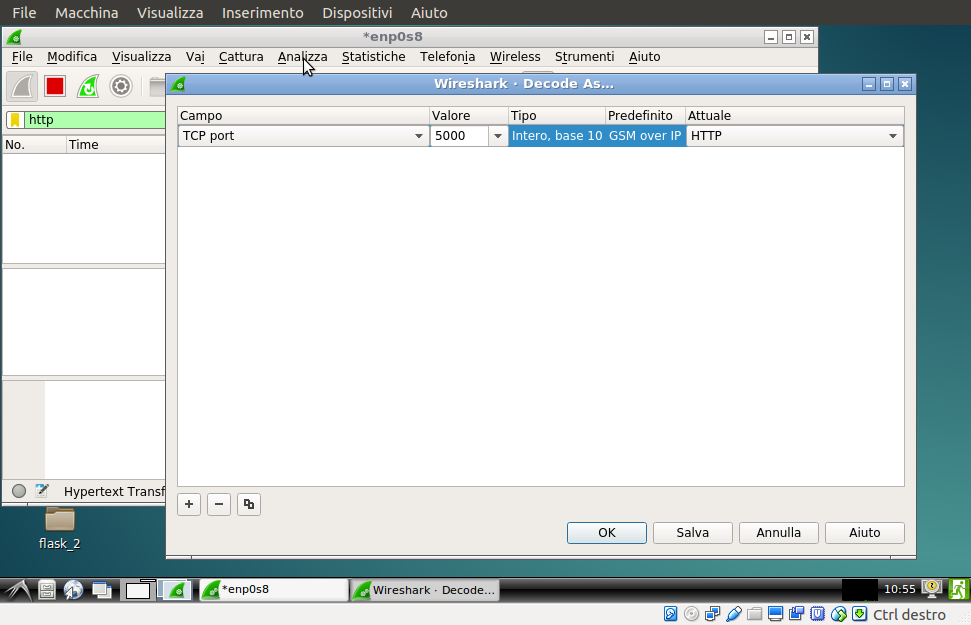 File Macchina Visualizza Inserimento Dispositivi Aiuto
*enp0s8
File Modifica Visualizza Vai Cattura Analizza Statistiche Telefonia Wireless Strumenti Aiuto
Wireshark · Decode As...
http
No. Time
Campo Valore Tipo Predefinito Attuale
TCP port 5000 Intero, base 10 GSM over IP HTTP
Hypertext Transf
OK Salva Annulla Aiuto
flask_2
*enp0s8 Wireshark · Decode... 10:55
Ctrl destro